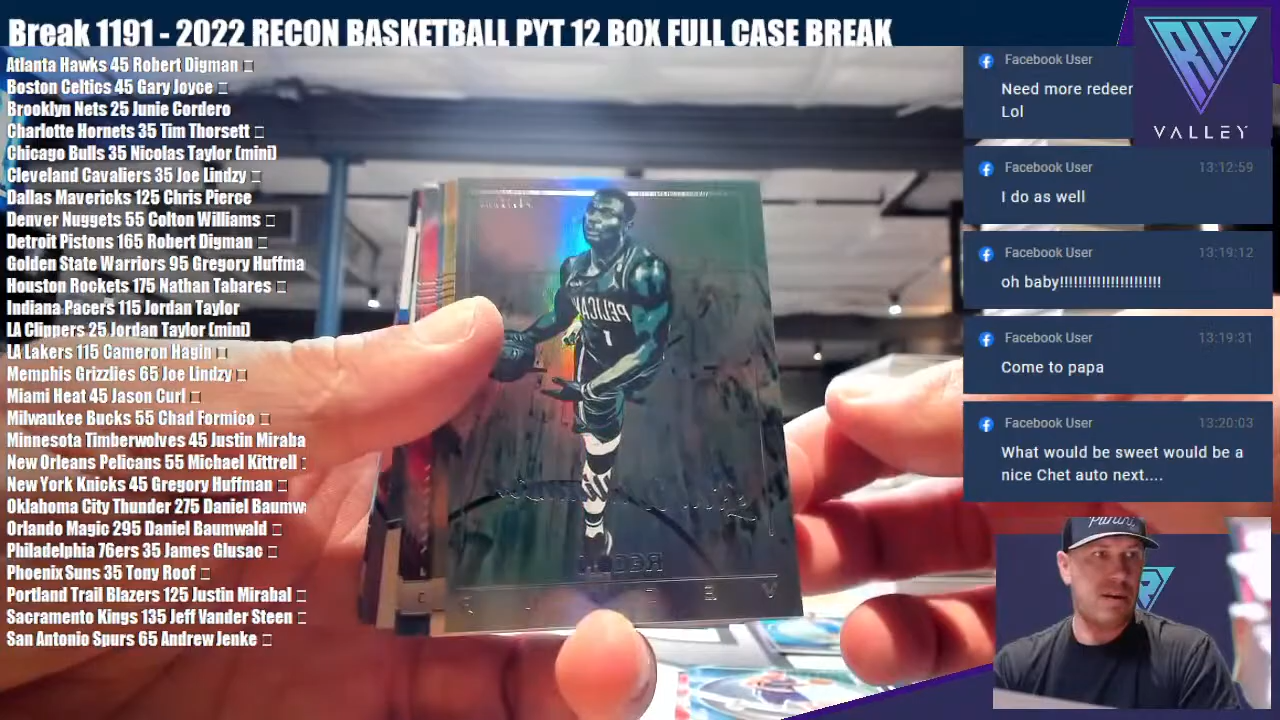 Break 1191 - 2022 RECON BASKETBALL PYT 12 BOX FULL CASE BREAK
Atlanta Hawks 45 Robert Digman
Boston Celtics 45 Gary Joyce
Brooklyn Nets 25 Junie Cordero
Charlotte Hornets 35 Tim Thorsett
Chicago Bulls 35 Nicolas Taylor (mini)
Cleveland Cavaliers 35 Joe Lindzy
Dallas Mavericks 125 Chris Pierce
Denver Nuggets 55 Colton Williams
Detroit Pistons 165 Robert Digman
Golden State Warriors 95 Gregory Huffma
Houston Rockets 175 Nathan Tabares
Indiana Pacers 115 Jordan Taylor
LA Clippers 25 Jordan Taylor (mini)
LA Lakers 115 Cameron Hagin
Memphis Grizzlies 65 Joe Lindzy
Miami Heat 45 Jason Curl
Milwaukee Bucks 55 Chad Formico
Minnesota Timberwolves 45 Justin Miraba
New Orleans Pelicans 55 Michael Kittrell
New York Knicks 45 Gregory Huffman
Oklahoma City Thunder 275 Daniel Baumw
Orlando Magic 295 Daniel Baumwald
Philadelphia 76ers 35 James Glusac
Phoenix Suns 35 Tony Roof
Portland Trail Blazers 125 Justin Mirabal
Sacramento Kings 135 Jeff Vander Steen
San Antonio Spurs 65 Andrew Jenke
PELICAN
1
RECON
Facebook User
Need more redeer
Lol
Facebook User 13:12:59
I do as well
Facebook User 13:19:12
oh baby!!!!!!!!!!!!!!!!!!!!!!
Facebook User 13:19:31
Come to papa
Facebook User 13:20:03
What would be sweet would be a
nice Chet auto next....
RIP
VALLEY
PANINI
RIP